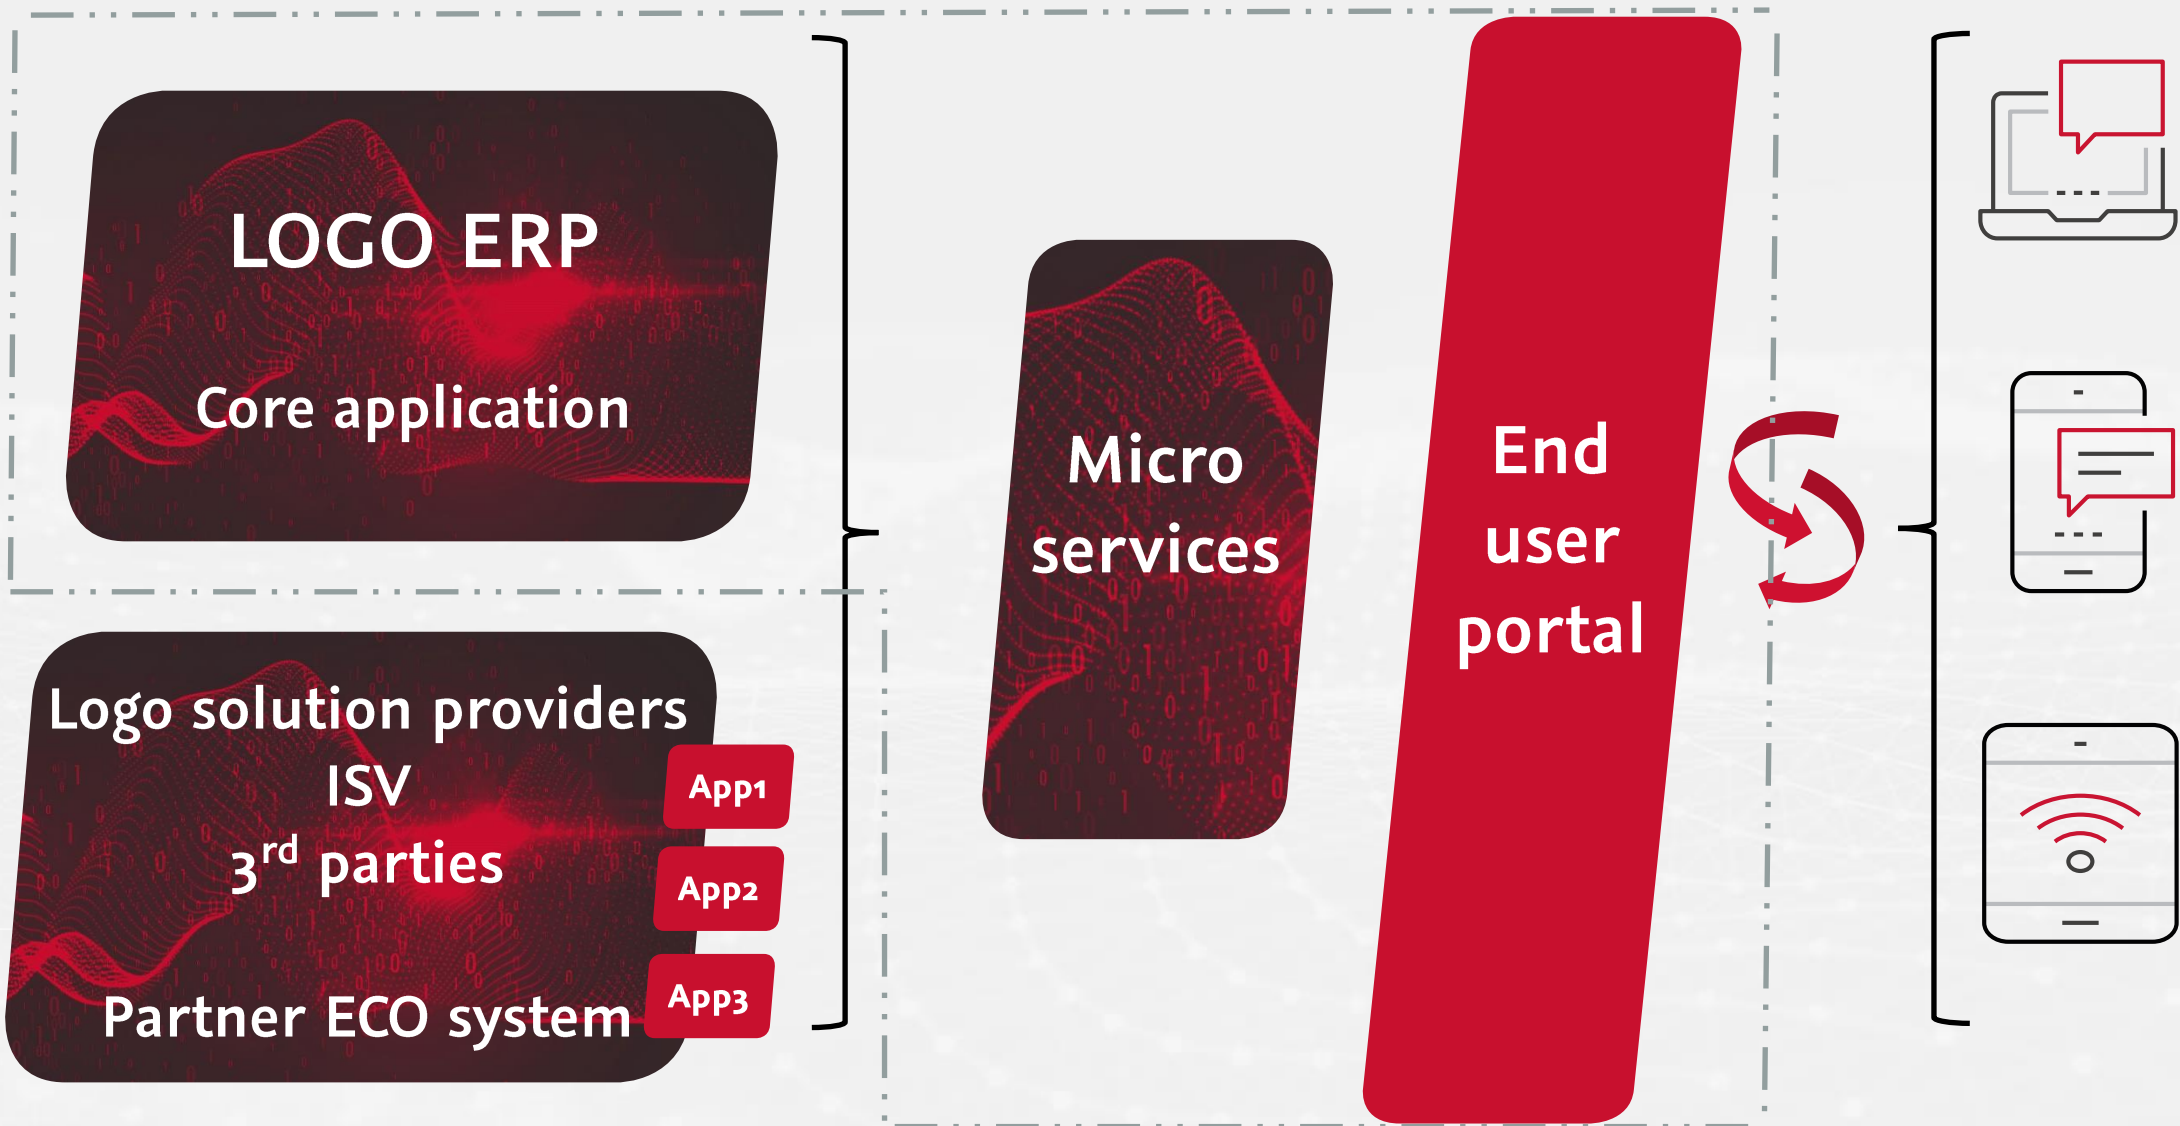 LOGO ERP
Core application
Logo solution providers
ISV
3rd parties
Partner ECO system
App1
App2
App3
Micro
services
End
user
portal